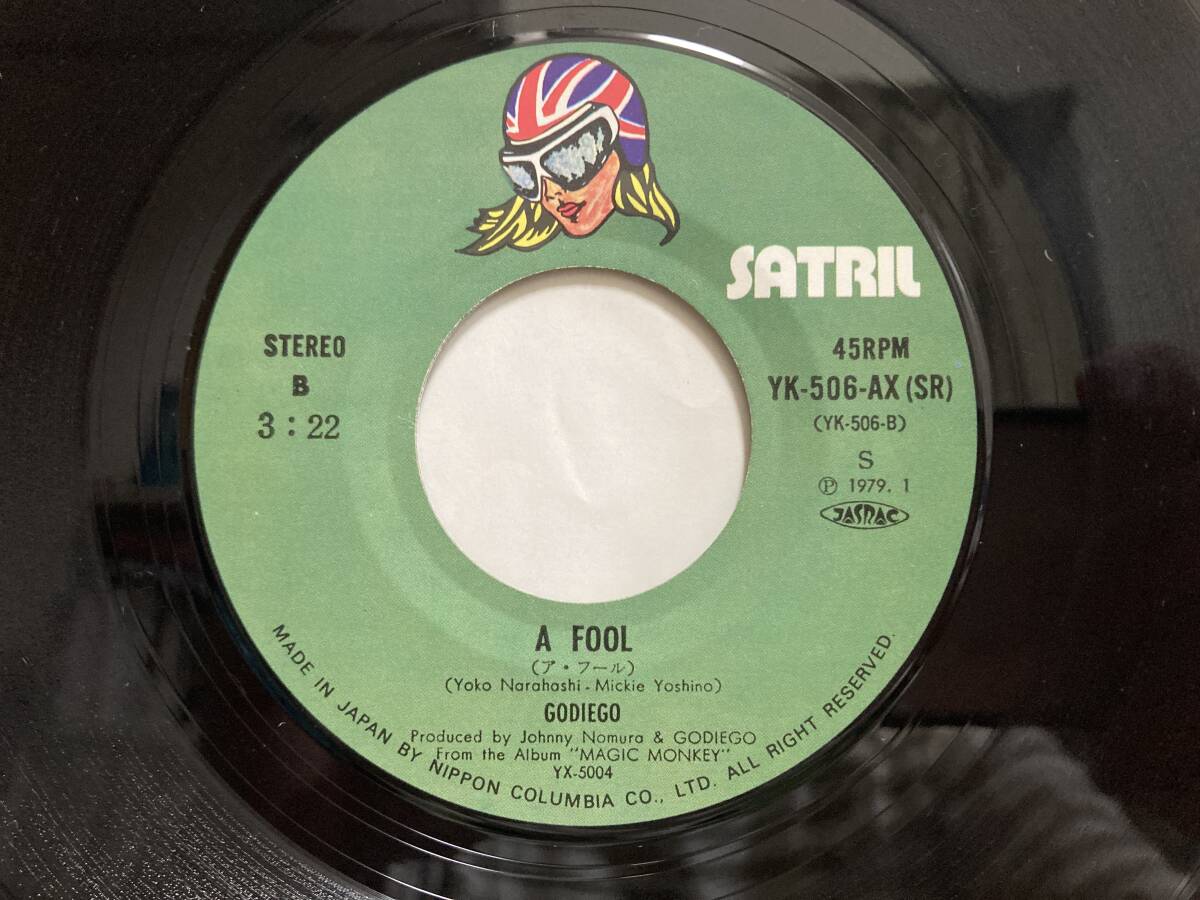 SATRIL
STEREO
B
3:22
45RPM
YK-506-AX (SR)
(YK-506-B)
S
Ⓟ 1979. 1
JASRAC
A FOOL
(ア・フール)
(Yoko Narahashi - Mickie Yoshino)
GODIEGO
Produced by Johnny Nomura & GODIEGO
From the Album "MAGIC MONKEY"
YX-5004
MADE IN JAPAN BY NIPPON COLUMBIA CO., LTD. ALL RIGHT RESERVED.